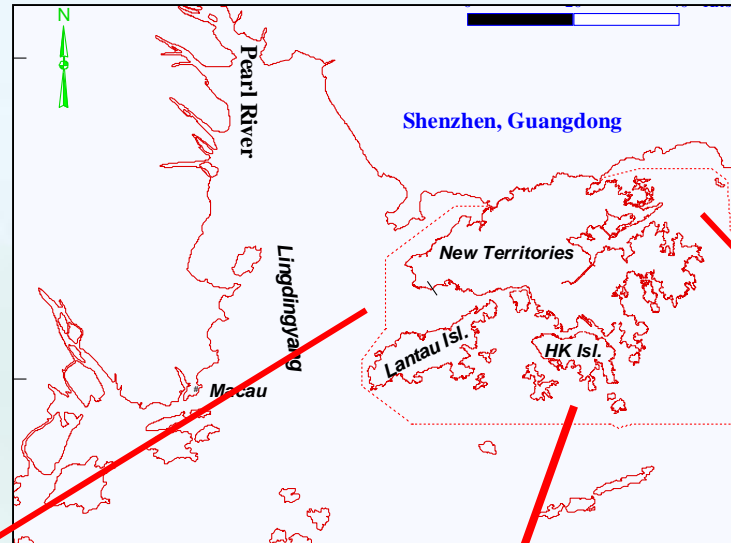 N
Pearl River
Shenzhen, Guangdong
New Territories
Lingdingyang
Lantau Isl.
HK Isl.
Macau